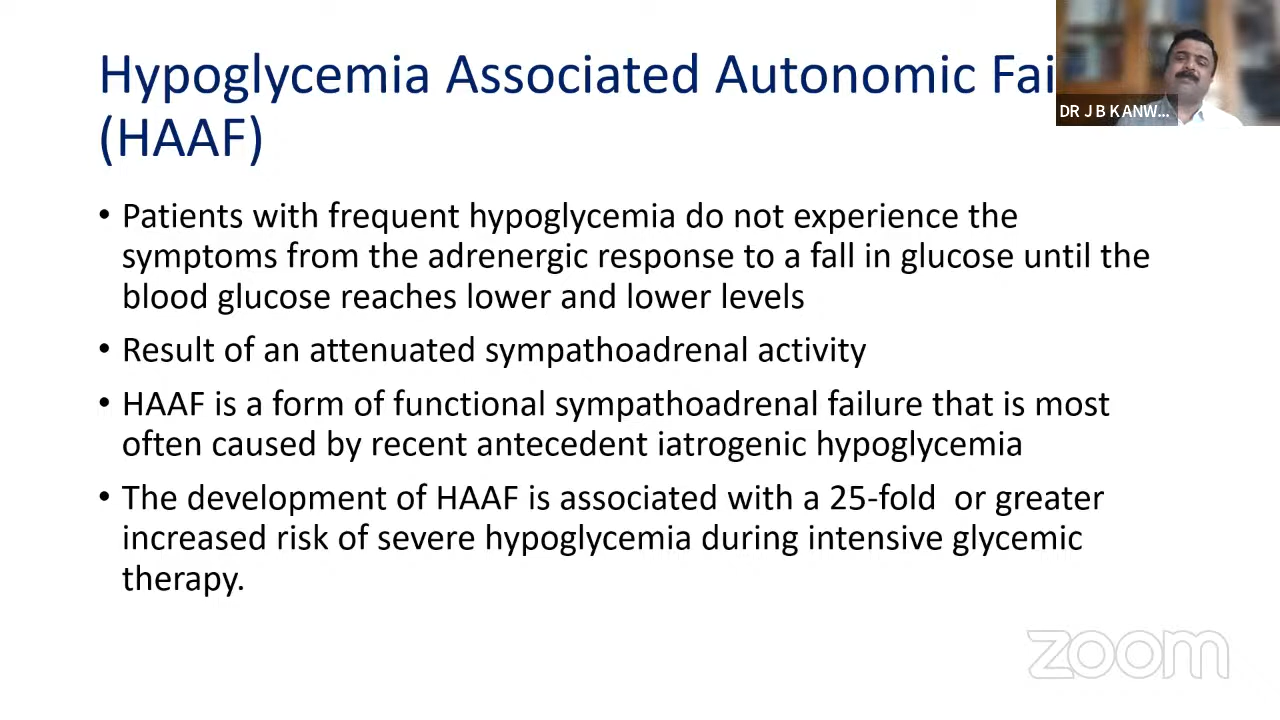 Hypoglycemia Associated Autonomic Fai
(HAAF)
DR J B KANW...
• Patients with frequent hypoglycemia do not experience the
symptoms from the adrenergic response to a fall in glucose until the
blood glucose reaches lower and lower levels
• Result of an attenuated sympathoadrenal activity
• HAAF is a form of functional sympathoadrenal failure that is most
often caused by recent antecedent iatrogenic hypoglycemia
• The development of HAAF is associated with a 25-fold  or greater
increased risk of severe hypoglycemia during intensive glycemic
therapy.
zoom